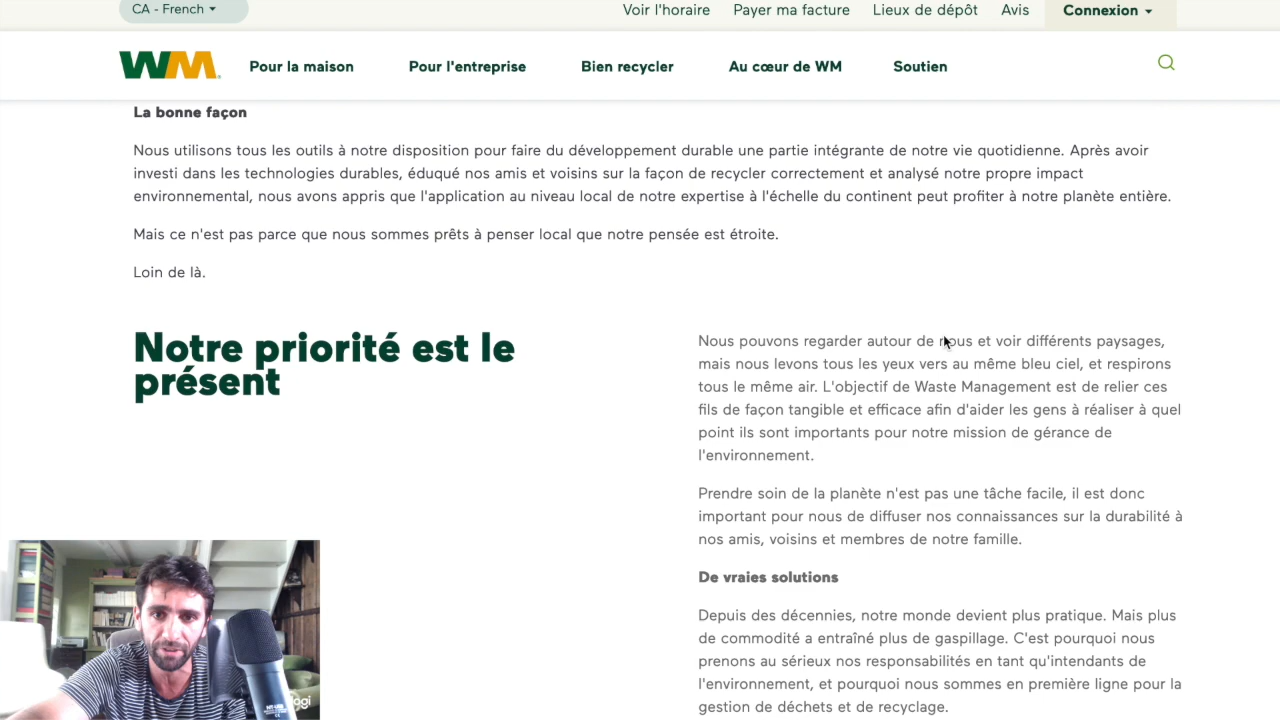 CA - French
Voir l'horaire
Payer ma facture
Lieux de dépôt
Avis
Connexion
WM
Pour la maison
Pour l'entreprise
Bien recycler
Au cœur de WM
Soutien
La bonne façon
Nous utilisons tous les outils à notre disposition pour faire du développement durable une partie intégrante de notre vie quotidienne. Après avoir
investi dans les technologies durables, éduqué nos amis et voisins sur la façon de recycler correctement et analysé notre propre impact
environnemental, nous avons appris que l'application au niveau local de notre expertise à l'échelle du continent peut profiter à notre planète entière.
Mais ce n'est pas parce que nous sommes prêts à penser local que notre pensée est étroite.
Loin de là.
Notre priorité est le
présent
Nous pouvons regarder autour de nous et voir différents paysages,
mais nous levons tous les yeux vers au même bleu ciel, et respirons
tous le même air. L'objectif de Waste Management est de relier ces
fils de façon tangible et efficace afin d'aider les gens à réaliser à quel
point ils sont importants pour notre mission de gérance de
l'environnement.
Prendre soin de la planète n'est pas une tâche facile, il est donc
important pour nous de diffuser nos connaissances sur la durabilité à
nos amis, voisins et membres de notre famille.
De vraies solutions
Depuis des décennies, notre monde devient plus pratique. Mais plus
de commodité a entraîné plus de gaspillage. C'est pourquoi nous
prenons au sérieux nos responsabilités en tant qu'intendants de
l'environnement, et pourquoi nous sommes en première ligne pour la
gestion de déchets et de recyclage.